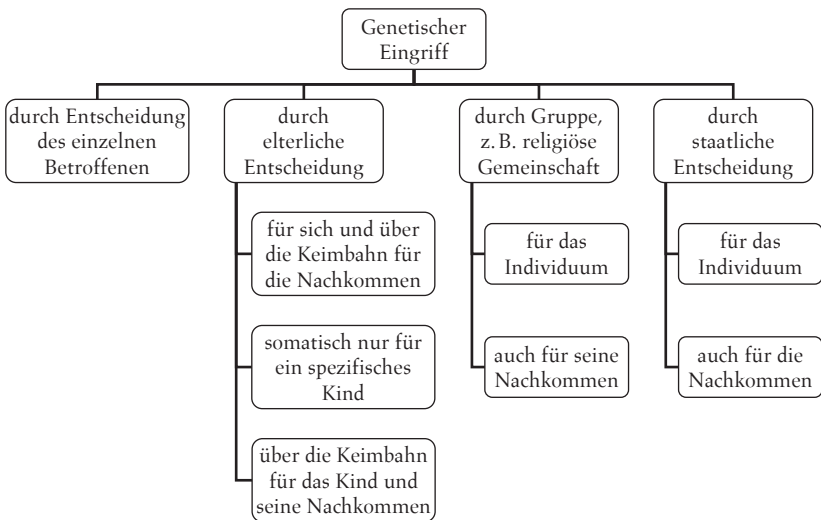 Genetischer
Eingriff
durch Entscheidung
des einzelnen
Betroffenen
durch
elterliche
Entscheidung
durch Gruppe,
z. B. religiöse
Gemeinschaft
durch
staatliche
Entscheidung
für sich und über
die Keimbahn für
die Nachkommen
für das
Individuum
für das
Individuum
somatisch nur für
ein spezifisches
Kind
auch für seine
Nachkommen
auch für die
Nachkommen
über die Keimbahn
für das Kind und
seine Nachkommen